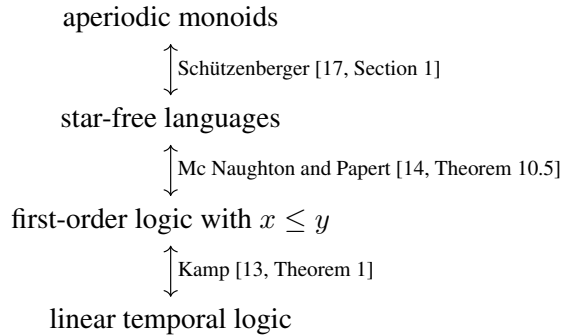 aperiodic monoids
Schützenberger [17, Section 1]
star-free languages
Mc Naughton and Papert [14, Theorem 10.5]
first-order logic with x ≤ y
Kamp [13, Theorem 1]
linear temporal logic